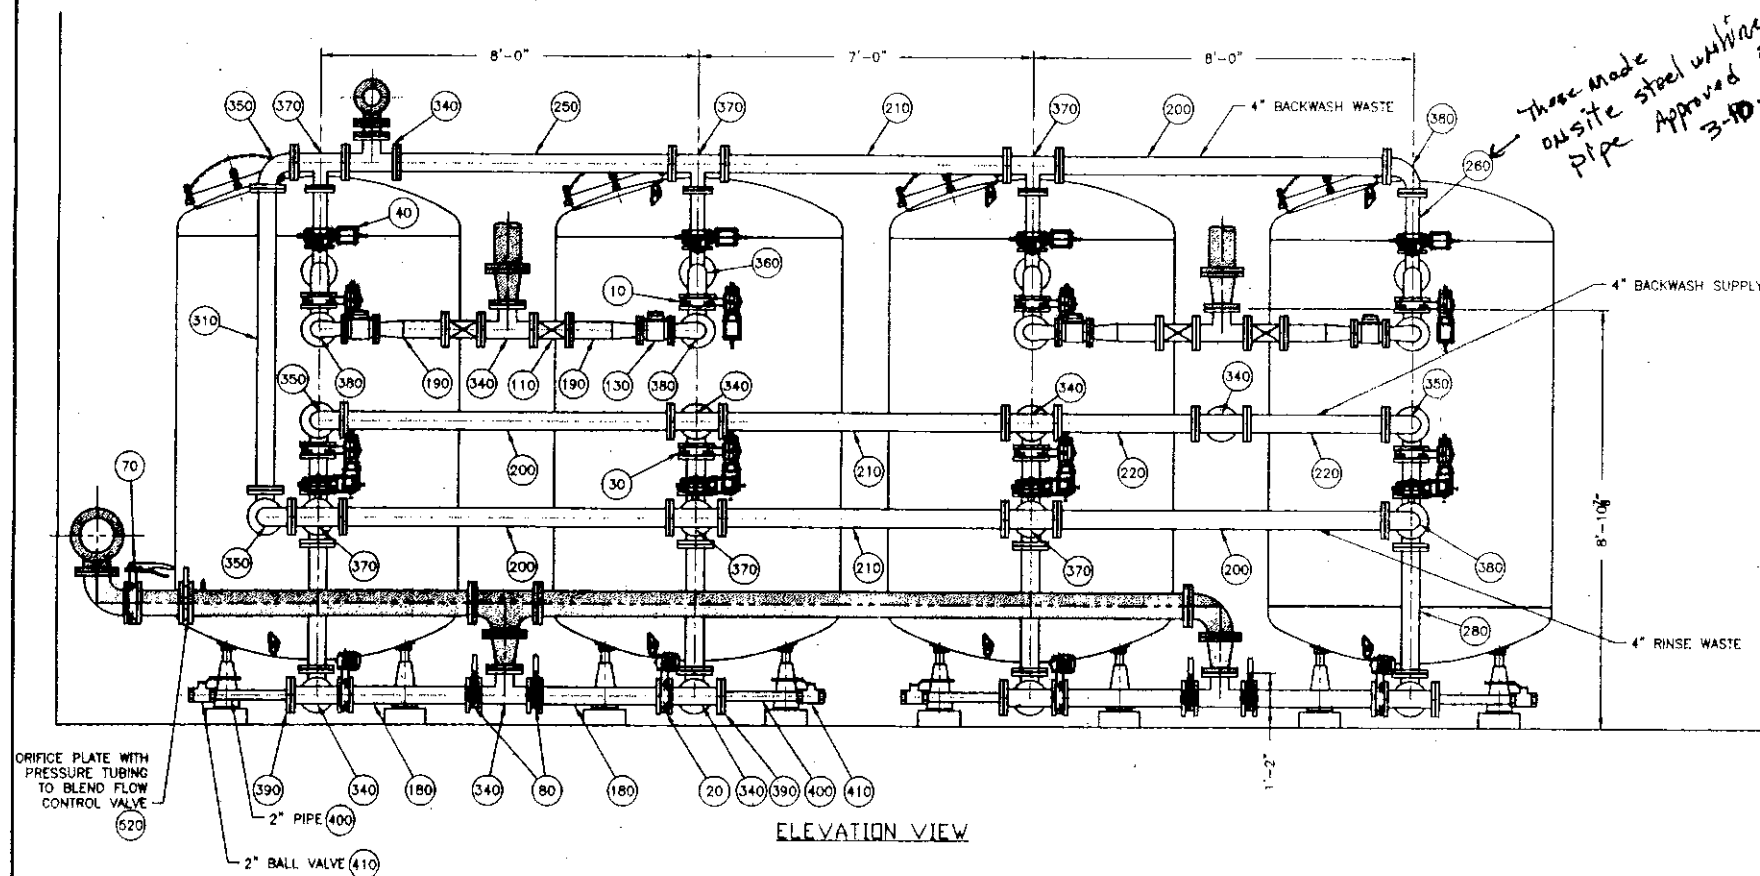 8'-0" 7'-0" 8'-0"
These made
onsite steel
pipe Approved
350 370 340 250 370 210 370 200 4" BACKWASH WASTE 380
260
40
360
10
4" BACKWASH SUPPLY
310
380 190 340 110 190 130 380
350 340 340 340 350
70 200 30 210 220 220
8'-10
350 370 200 370 210 370 200 380
280
4" RINSE WASTE
ORIFICE PLATE WITH
PRESSURE TUBING
TO BLEND FLOW
CONTROL VALVE
520
390 340 180 340 80 180 20 340 390 400 410
1'-2"
2" PIPE 400
2" BALL VALVE 410
ELEVATION VIEW